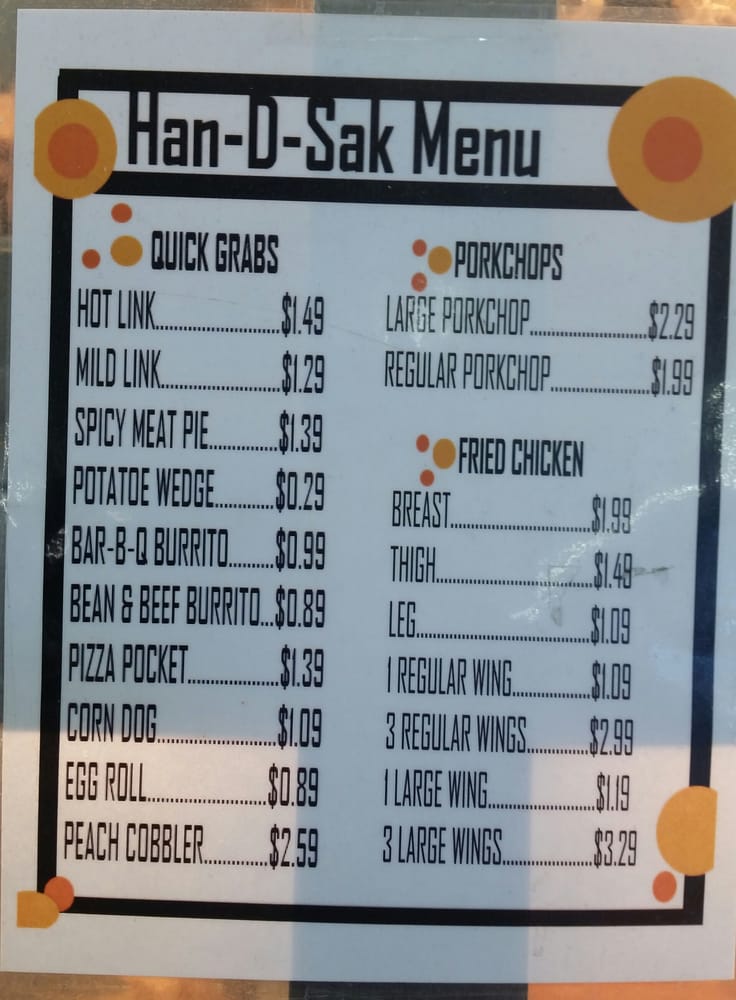 Han-D-Sak Menu
QUICK GRABS
HOT LINK....................$1.49
MILD LINK...................$1.29
SPICY MEAT PIE...........$1.39
POTATOE WEDGE..........$0.29
BAR-B-Q BURRITO........$0.99
BEAN & BEEF BURRITO...$0.89
PIZZA POCKET...............$1.39
CORN DOG....................$1.09
EGG ROLL....................$0.89
PEACH COBBLER...........$2.59
PORKCHOPS
LARGE PORKCHOP....................$2.29
REGULAR PORKCHOP.................$1.99
FRIED CHICKEN
BREAST........................$1.99
THIGH...........................$1.49
LEG..............................$1.09
1 REGULAR WING.............$1.09
3 REGULAR WINGS..........$2.99
1 LARGE WING..................$1.19
3 LARGE WINGS...............$3.29